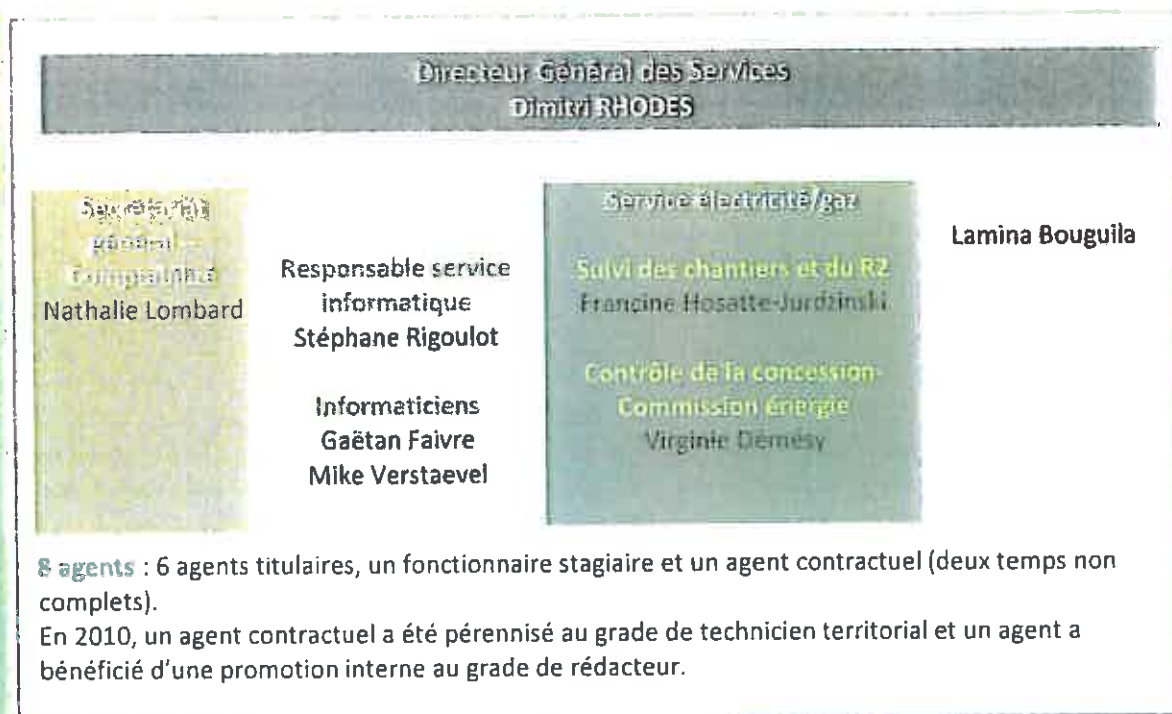 Directeur Général des Services
Dimitri RHODES
Secrétariat
général
Comptabilité
Nathalie Lombard
Responsable service
informatique
Stéphane Rigoulot
Informaticiens
Gaëtan Faivre
Mike Verstaevel
Service électricité/gaz
Suivi des chantiers et du R2
Francine Hosatte-Jurdzinski
Contrôle de la concession-
Commission énergie
Virginie Démésy
Lamina Bouguila
8 agents : 6 agents titulaires, un fonctionnaire stagiaire et un agent contractuel (deux temps non
complets).
En 2010, un agent contractuel a été pérennisé au grade de technicien territorial et un agent a
bénéficié d'une promotion interne au grade de rédacteur.